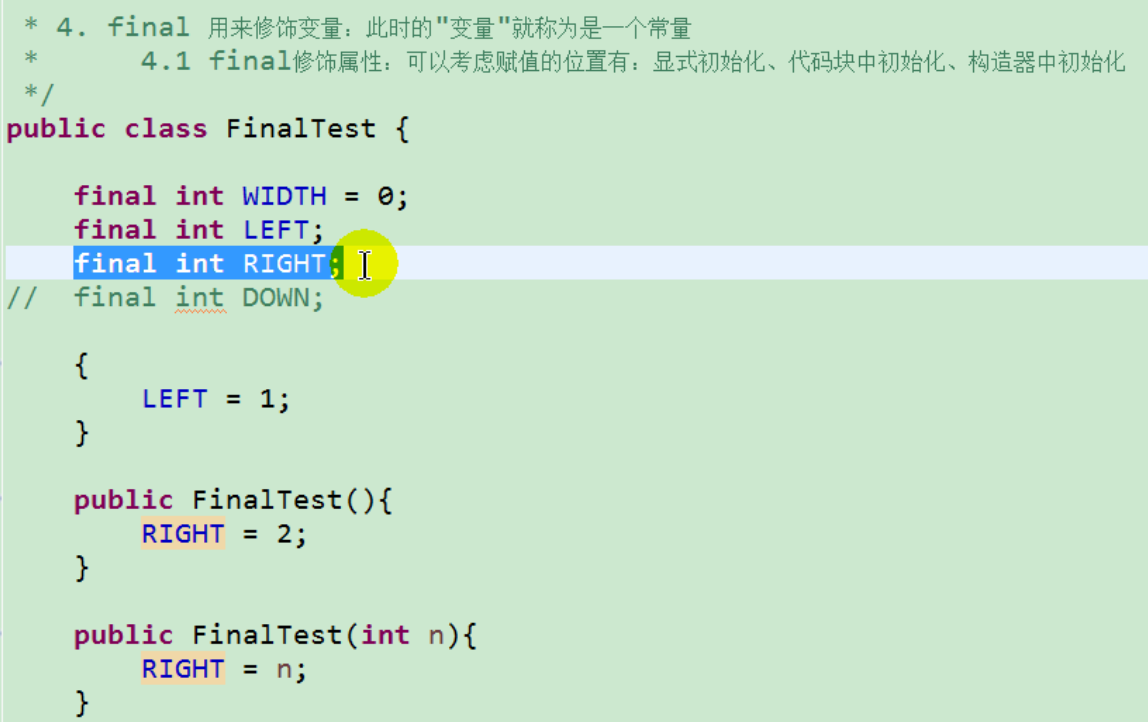 * 4. final 用来修饰变量：此时的"变量"就称为是一个常量
*      4.1 final修饰属性：可以考虑赋值的位置有：显式初始化、代码块中初始化、构造器中初始化
*/
public class FinalTest {
    final int WIDTH = 0;
    final int LEFT;
    final int RIGHT;
//  final int DOWN;
    {
        LEFT = 1;
    }
    public FinalTest(){
        RIGHT = 2;
    }
    public FinalTest(int n){
        RIGHT = n;
    }